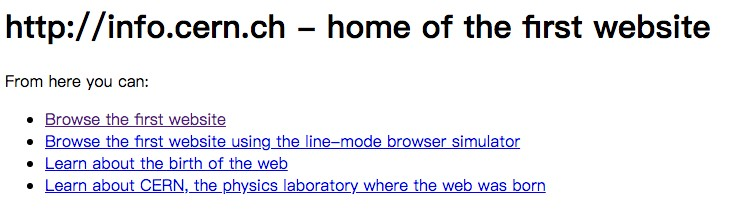 http://info.cern.ch – home of the first website
From here you can:
Browse the first website
Browse the first website using the line–mode browser simulator
Learn about the birth of the web
Learn about CERN, the physics laboratory where the web was born